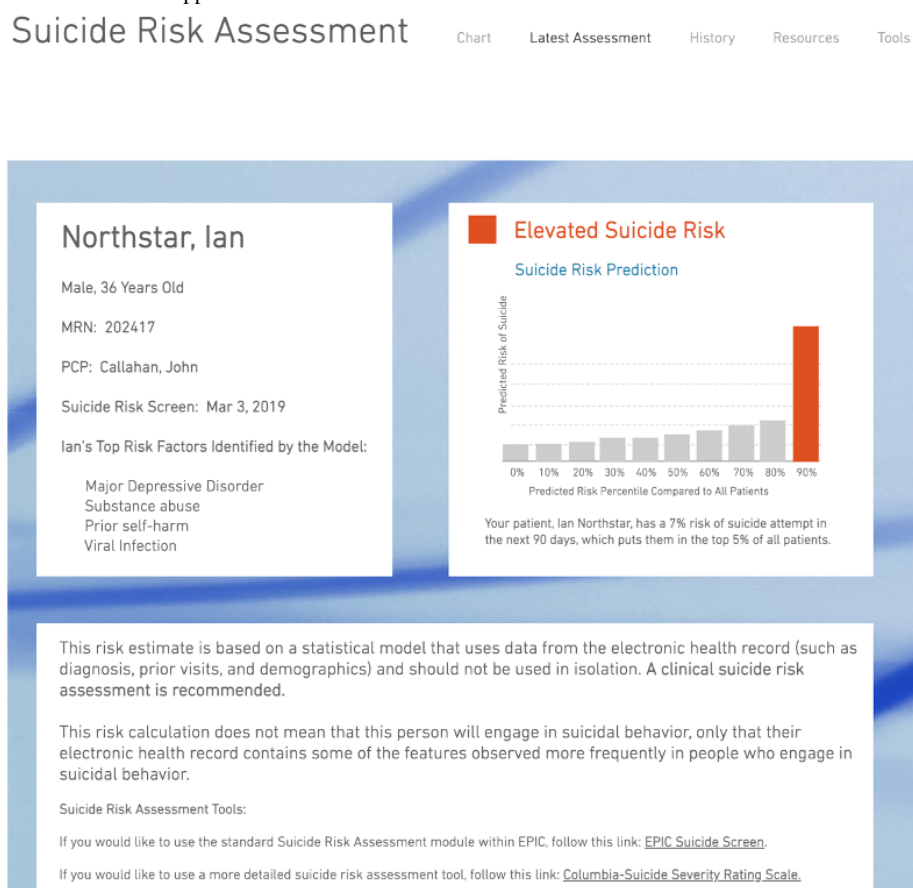 Suicide Risk Assessment
Chart Latest Assessment History Resources Tools
Northstar, Ian
Male, 36 Years Old
MRN: 202417
PCP: Callahan, John
Suicide Risk Screen: Mar 3, 2019
Ian's Top Risk Factors Identified by the Model:
Major Depressive Disorder
Substance abuse
Prior self-harm
Viral Infection
Elevated Suicide Risk
Suicide Risk Prediction
Predicted Risk of Suicide
0% 10% 20% 30% 40% 50% 60% 70% 80% 90%
Predicted Risk Percentile Compared to All Patients
Your patient, Ian Northstar, has a 7% risk of suicide attempt in
the next 90 days, which puts them in the top 5% of all patients.
This risk estimate is based on a statistical model that uses data from the electronic health record (such as
diagnosis, prior visits, and demographics) and should not be used in isolation. A clinical suicide risk
assessment is recommended.
This risk calculation does not mean that this person will engage in suicidal behavior, only that their
electronic health record contains some of the features observed more frequently in people who engage in
suicidal behavior.
Suicide Risk Assessment Tools:
If you would like to use the standard Suicide Risk Assessment module within EPIC, follow this link: EPIC Suicide Screen.
If you would like to use a more detailed suicide risk assessment tool, follow this link: Columbia-Suicide Severity Rating Scale.